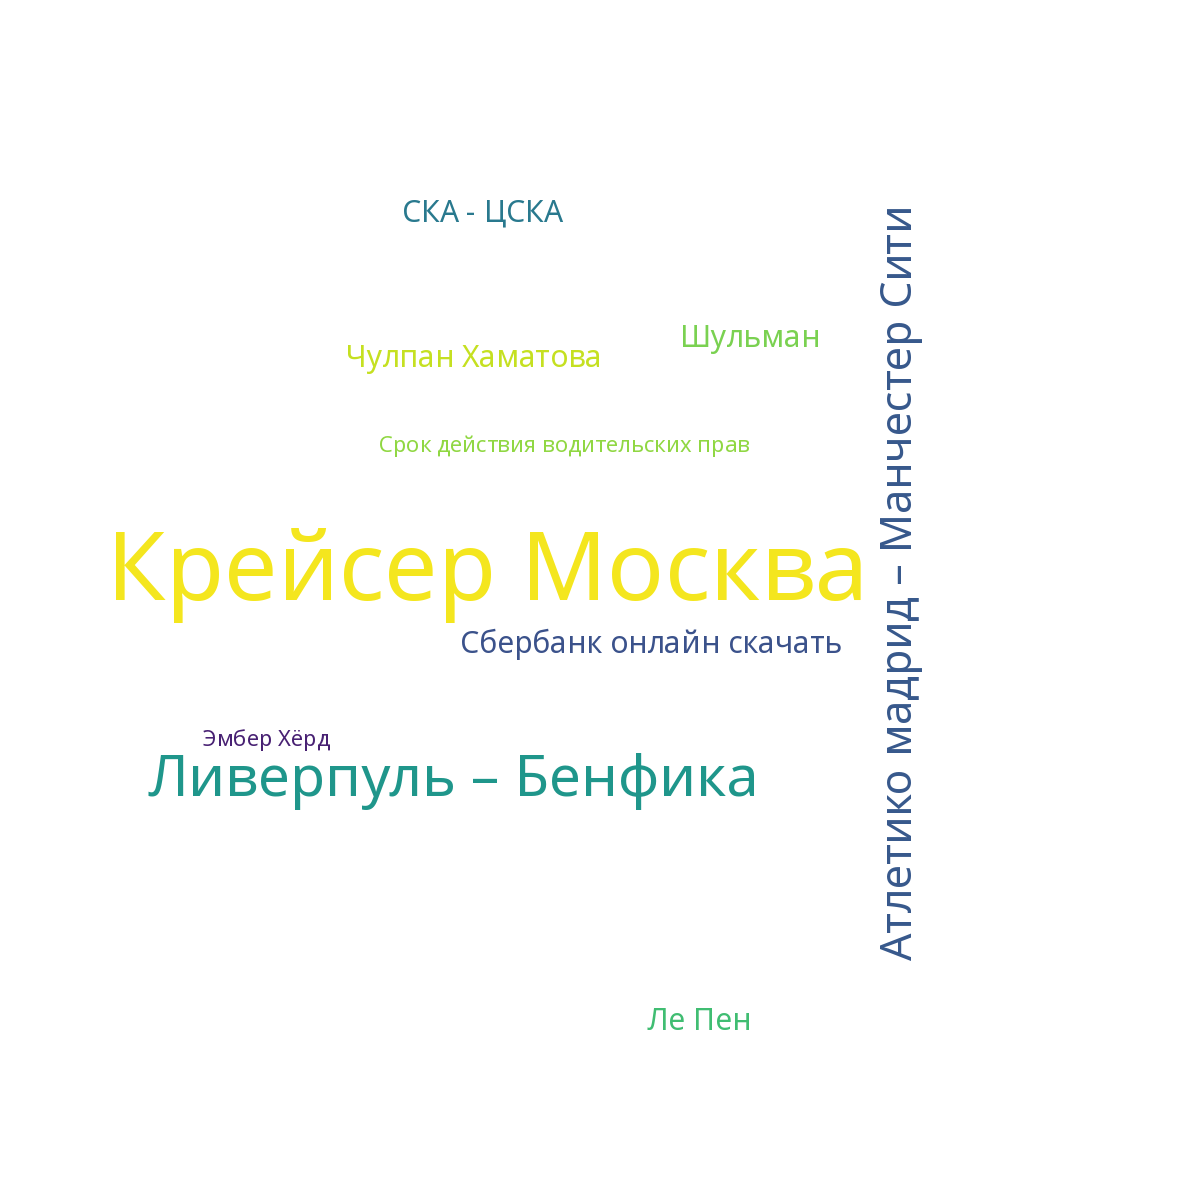 СКА - ЦСКА
Чулпан Хаматова
Шульман
Срок действия водительских прав
Крейсер Москва
Сбербанк онлайн скачать
Эмбер Хёрд
Ливерпуль – Бенфика
Атлетико мадрид – Манчестер Сити
Ле Пен